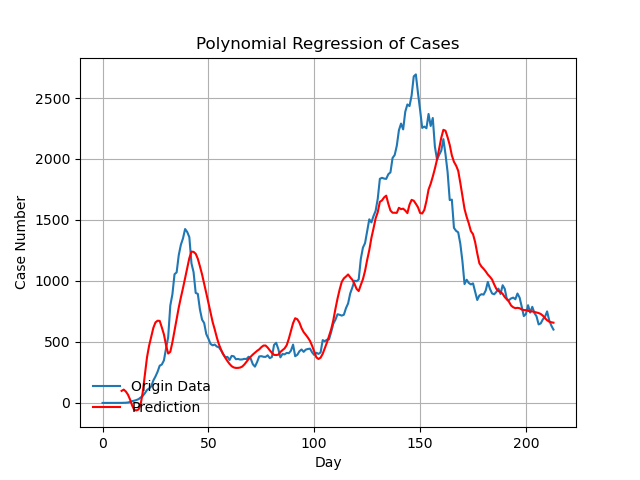 Polynomial Regression of Cases
Case Number
2500
2000
1500
1000
500
0
Origin Data
Prediction
0 50 100 150 200
Day